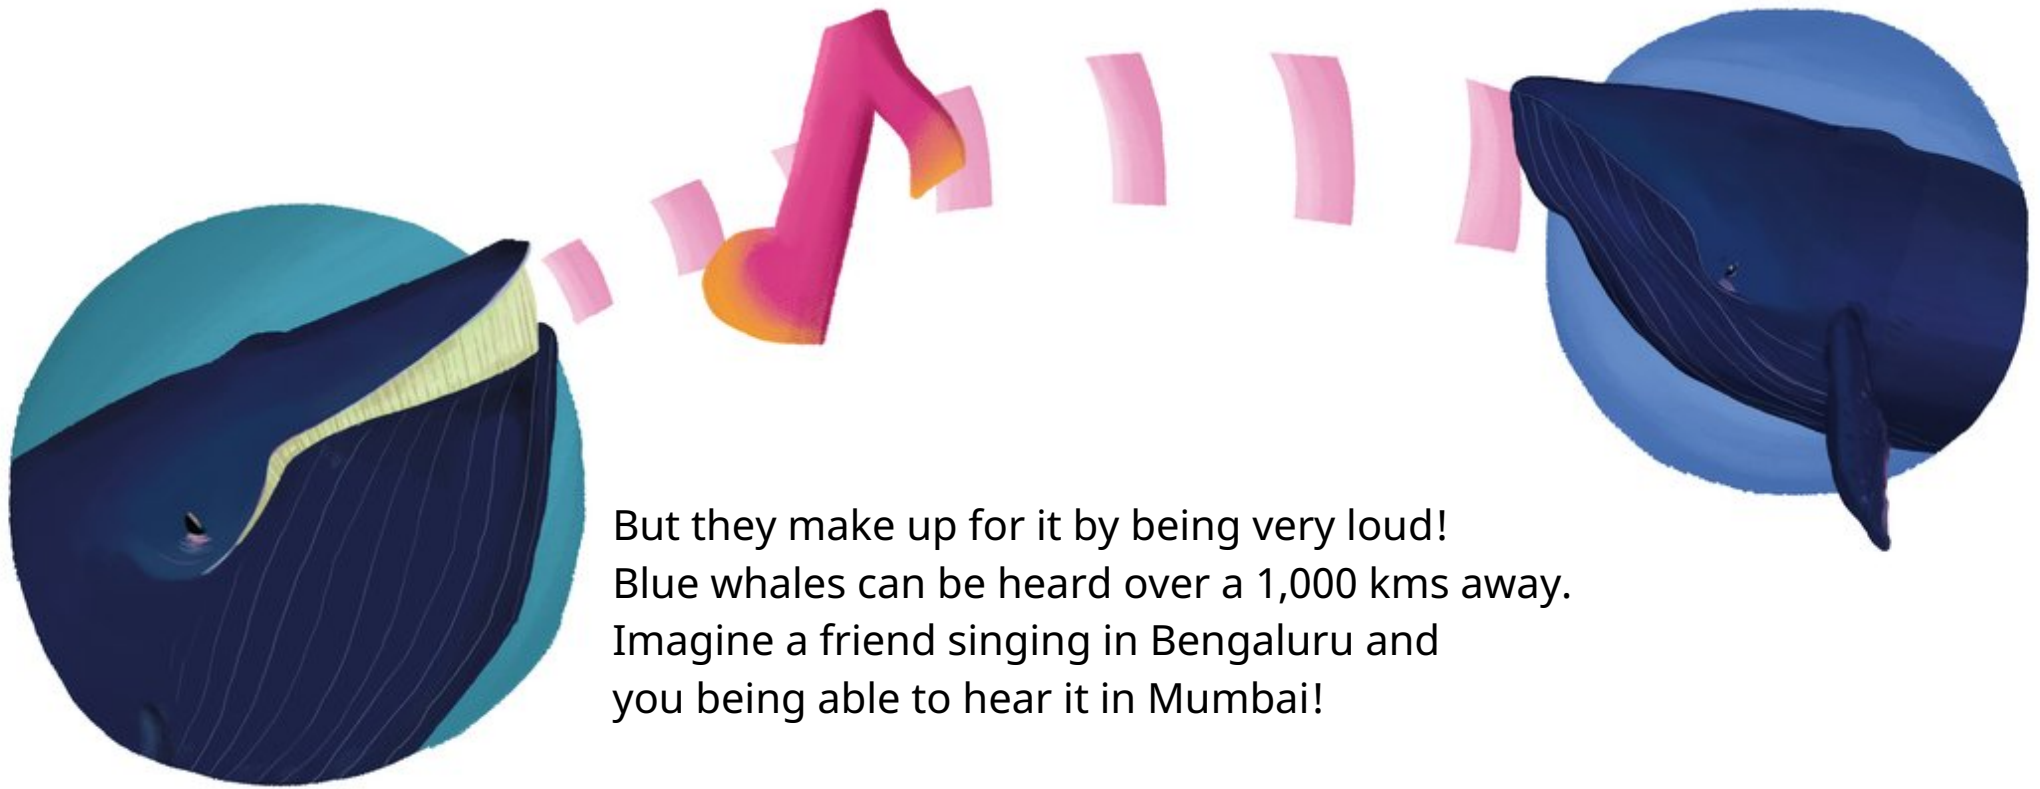 But they make up for it by being very loud!
Blue whales can be heard over a 1,000 kms away.
Imagine a friend singing in Bengaluru and
you being able to hear it in Mumbai!